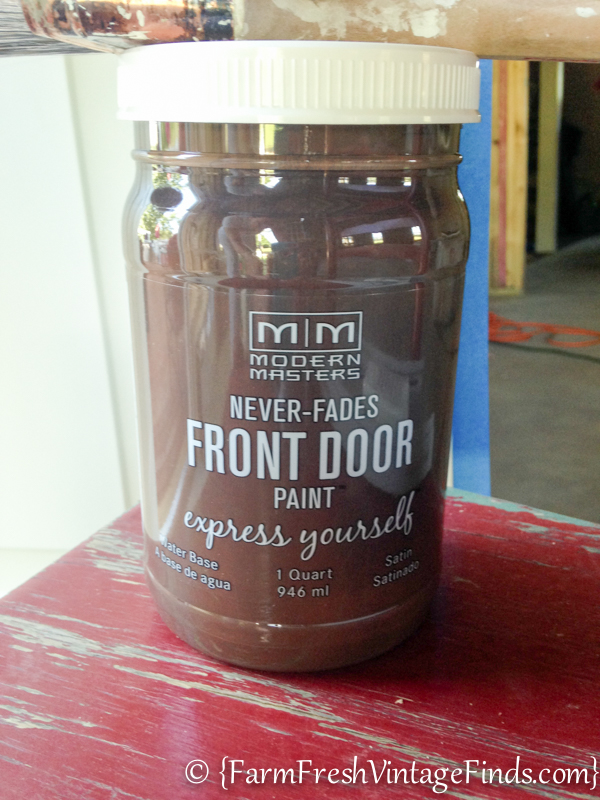 M|M
MODERN
MASTERS
NEVER-FADES
FRONT DOOR
PAINT
express yourself
Water Base
A base de agua
1 Quart
946 ml
Satin
Satinado
© {FarmFreshVintageFinds.com}